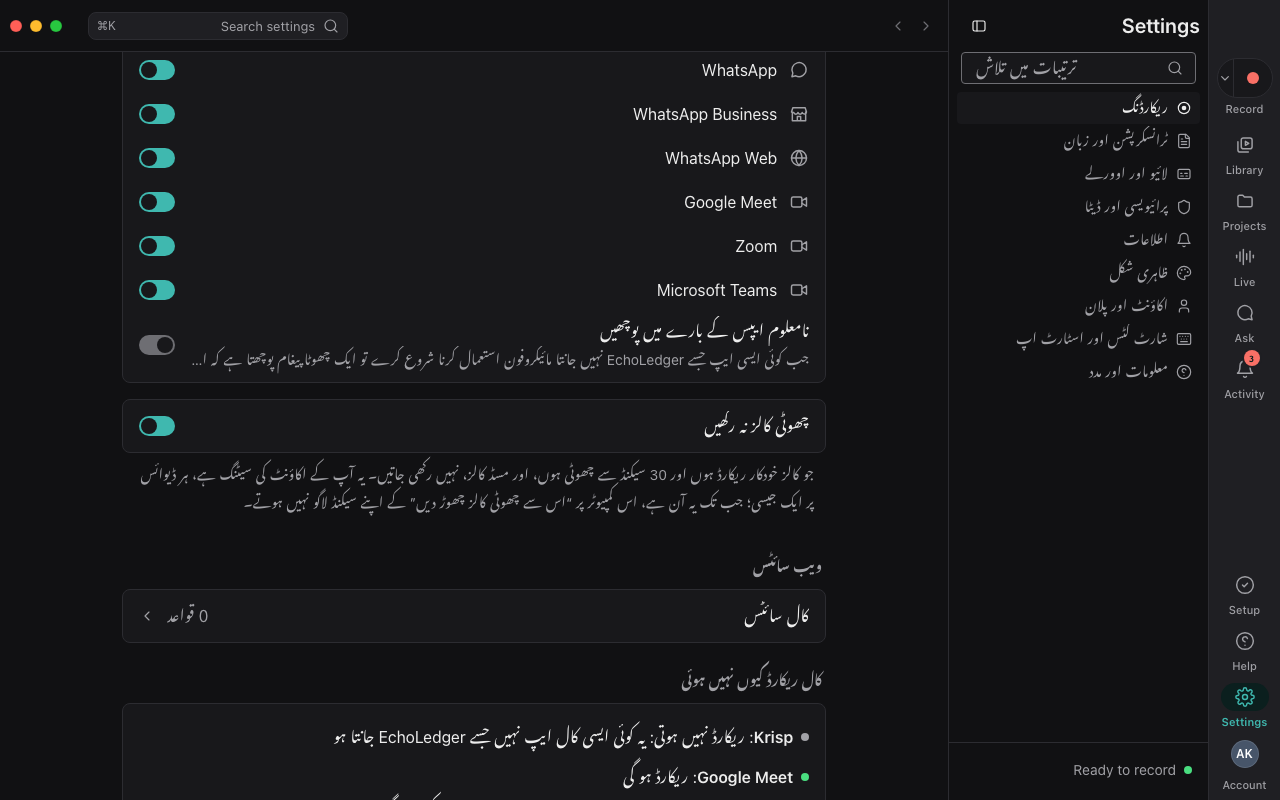 ⌘K
Search settings
Settings
ترتیبات میں تلاش
ریکارڈنگ
ٹرانسکرپشن اور زبان
لائیو اور اوورلے
پرائیویسی اور ڈیٹا
اطلاعات
ظاہری شکل
اکاؤنٹ اور پلان
شارٹ کٹس اور اسٹارٹ اپ
معلومات اور مدد
Ready to record
Record
Library
Projects
Live
Ask
3
Activity
Setup
Help
Settings
AK
Account
WhatsApp
WhatsApp Business
WhatsApp Web
Google Meet
Zoom
Microsoft Teams
نامعلوم ایپس کے بارے میں پوچھیں
جب کوئی ایسی ایپ جسے EchoLedger نہیں جانتا مائیکروفون استعمال کرنا شروع کرے تو ایک چھوٹا پیغام پوچھتا ہے کہ ا...
چھوٹی کالز نہ رکھیں
جو کالز خودکار ریکارڈ ہوں اور 30 سیکنڈ سے چھوٹی ہوں، اور مسڈ کالز، نہیں رکھی جاتیں۔ یہ آپ کے اکاؤنٹ کی سیٹنگ ہے، ہر ڈیوائس
پر ایک جیسی؛ جب تک یہ آن ہے، اس کمپیوٹر پر "اس سے چھوٹی کالز چھوڑ دیں" کے اپنے سیکنڈ لاگو نہیں ہوتے۔
ویب سائٹس
کال سائٹس
0 قواعد
کال ریکارڈ کیوں نہیں ہوئی
Krisp: ریکارڈ نہیں ہوتی: یہ کوئی ایسی کال ایپ نہیں جسے EchoLedger جانتا ہو
Google Meet: ریکارڈ ہو گی